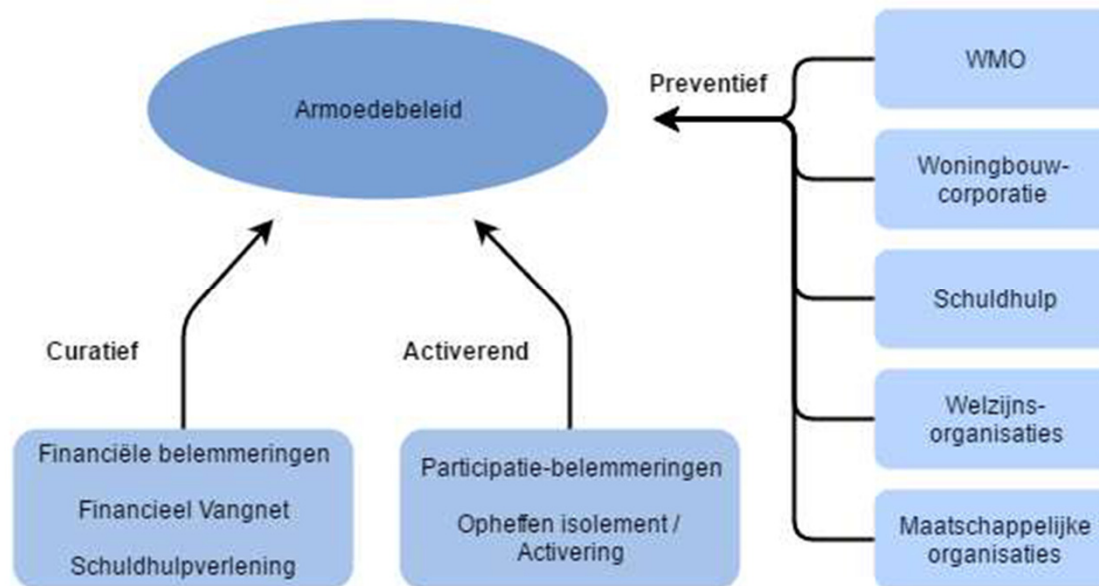 Armoedebeleid
Preventief
WMO
Woningbouw-
corporatie
Schuldhulp
Welzijns-
organisaties
Maatschappelijke
organisaties
Curatief
Financiële belemmeringen
Financieel Vangnet
Schuldhulpverlening
Activerend
Participatie-belemmeringen
Opheffen isolement /
Activering